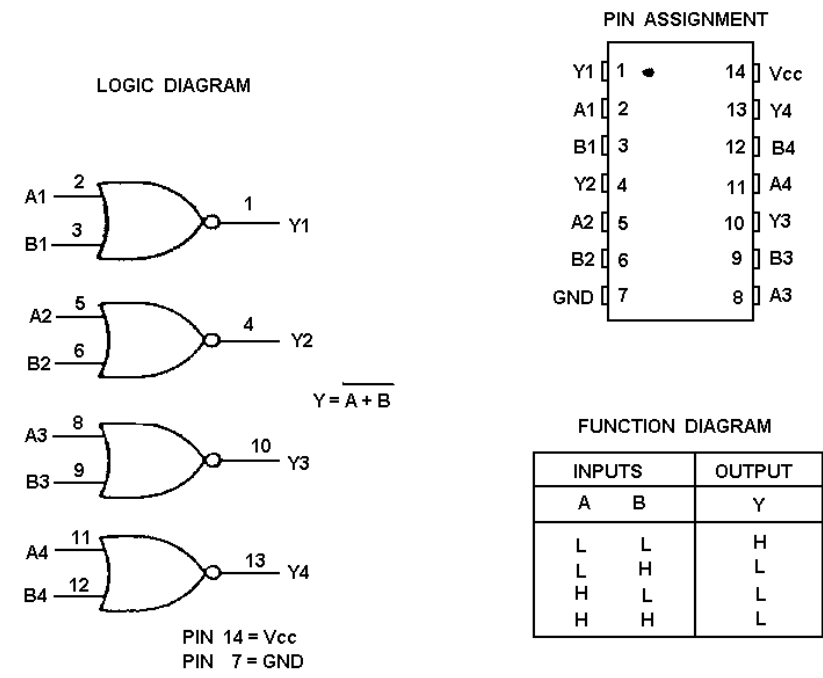 PIN ASSIGNMENT
Y1 1 14 Vcc
A1 2 13 Y4
B1 3 12 B4
Y2 4 11 A4
A2 5 10 Y3
B2 6 9 B3
GND 7 8 A3
LOGIC DIAGRAM
A1 2
B1 3
1 Y1
A2 5
B2 6
4 Y2
Y = A + B
A3 8
B3 9
10 Y3
A4 11
B4 12
13 Y4
PIN 14 = Vcc
PIN 7 = GND
FUNCTION DIAGRAM
INPUTS OUTPUT
A B Y
L L H
L H L
H L L
H H L